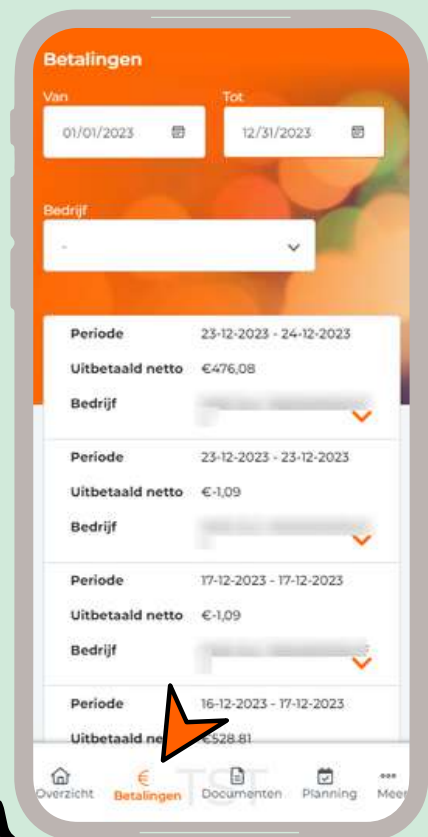 Betalingen
Van Tot
01/01/2023 12/31/2023
Bedrijf
-
Periode 23-12-2023 - 24-12-2023
Uitbetaald netto €476,08
Bedrijf
Periode 23-12-2023 - 23-12-2023
Uitbetaald netto €-1,09
Bedrijf
Periode 17-12-2023 - 17-12-2023
Uitbetaald netto €-1,09
Bedrijf
Periode 16-12-2023 - 17-12-2023
Uitbetaald ne €528.81
TST
Overzicht Betalingen Documenten Planning Meer